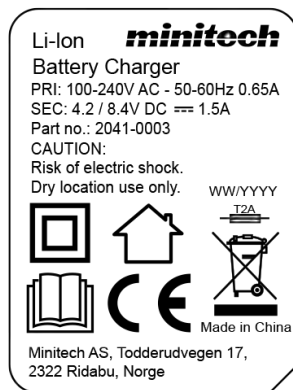 Li-Ion minitech
Battery Charger
PRI: 100-240V AC - 50-60Hz 0.65A
SEC: 4.2 / 8.4V DC ⎓ 1.5A
Part no.: 2041-0003
CAUTION:
Risk of electric shock.
Dry location use only.
WW/YYYY
T2A
CE
Made in China
Minitech AS, Todderudvegen 17,
2322 Ridabu, Norge